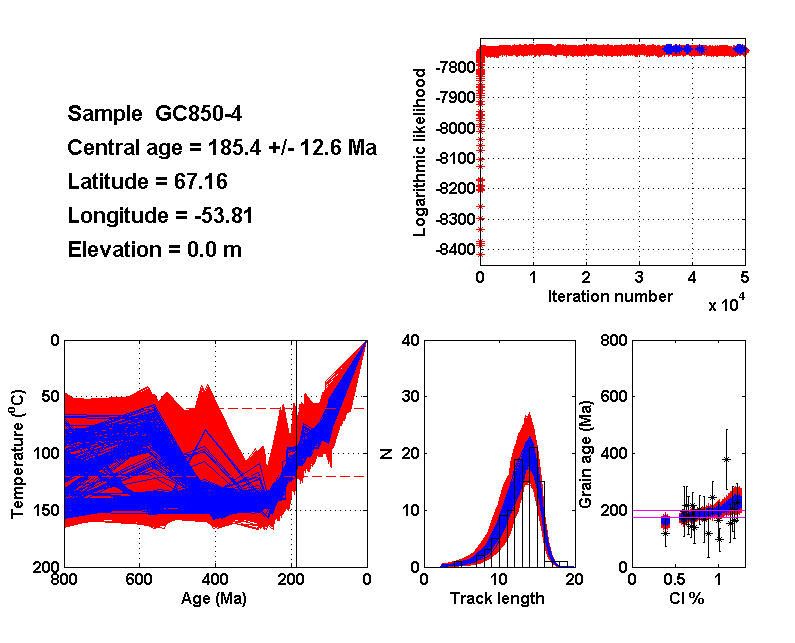 Sample GC850-4
Central age = 185.4 +/- 12.6 Ma
Latitude = 67.16
Longitude = -53.81
Elevation = 0.0 m
Logarithmic likelihood
-7800
-7900
-8000
-8100
-8200
-8300
-8400
0 1 2 3 4 5
Iteration number
x 10^4
Temperature (⁰C)
0
50
100
150
200
800 600 400 200 0
Age (Ma)
N
40
30
20
10
0
0 10 20
Track length
Grain age (Ma)
800
600
400
200
0
0 0.5 1
Cl %